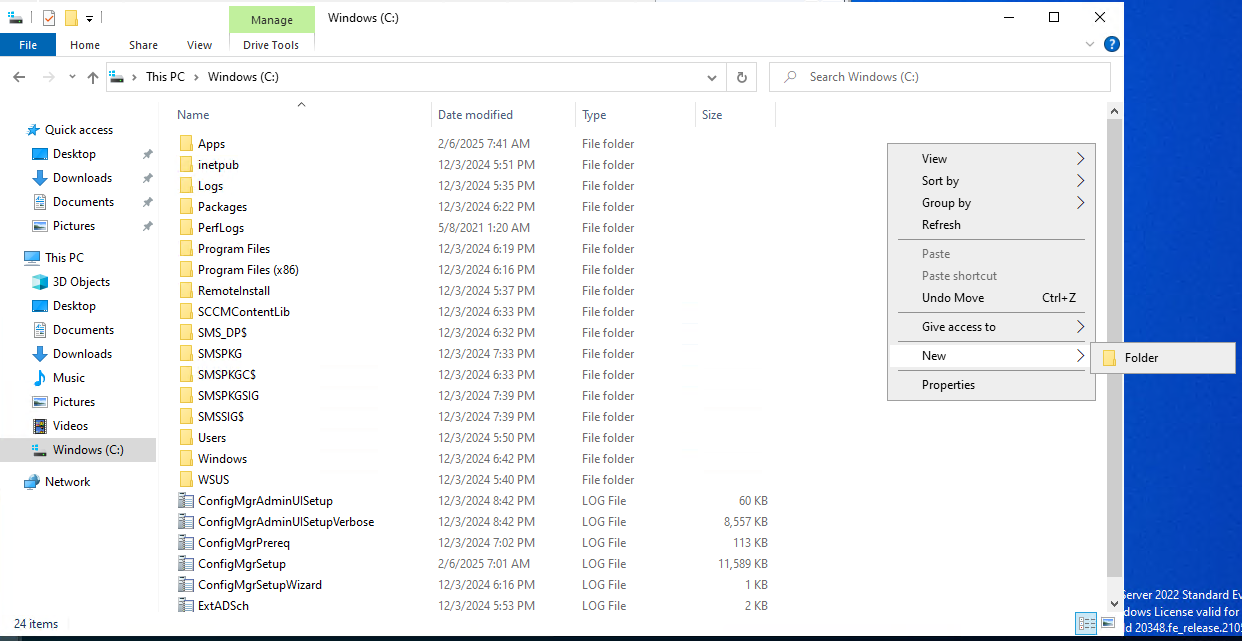 Manage
Windows (C:)
File
Home
Share
View
Drive Tools
?
This PC
Windows (C:)
Search Windows (C:)
Name
Date modified
Type
Size
Quick access
Desktop
Downloads
Documents
Pictures
This PC
3D Objects
Desktop
Documents
Downloads
Music
Pictures
Videos
Windows (C:)
Network
Apps 2/6/2025 7:41 AM File folder
inetpub 12/3/2024 5:51 PM File folder
Logs 12/3/2024 5:35 PM File folder
Packages 12/3/2024 6:22 PM File folder
PerfLogs 5/8/2021 1:20 AM File folder
Program Files 12/3/2024 6:19 PM File folder
Program Files (x86) 12/3/2024 6:16 PM File folder
RemoteInstall 12/3/2024 5:37 PM File folder
SCCMContentLib 12/3/2024 6:33 PM File folder
SMS_DP$ 12/3/2024 6:32 PM File folder
SMSPKG 12/3/2024 7:33 PM File folder
SMSPKGC$ 12/3/2024 6:33 PM File folder
SMSPKGSIG 12/3/2024 7:39 PM File folder
SMSSIG$ 12/3/2024 7:39 PM File folder
Users 12/3/2024 5:50 PM File folder
Windows 12/3/2024 6:42 PM File folder
WSUS 12/3/2024 5:40 PM File folder
ConfigMgrAdminUISetup 12/3/2024 8:42 PM LOG File 60 KB
ConfigMgrAdminUISetupVerbose 12/3/2024 8:42 PM LOG File 8,557 KB
ConfigMgrPrereq 12/3/2024 7:02 PM LOG File 113 KB
ConfigMgrSetup 2/6/2025 7:01 AM LOG File 11,589 KB
ConfigMgrSetupWizard 12/3/2024 6:16 PM LOG File 1 KB
ExtADSch 12/3/2024 5:53 PM LOG File 2 KB
View
Sort by
Group by
Refresh
Paste
Paste shortcut
Undo Move Ctrl+Z
Give access to
New
Properties
Folder
24 items
Server 2022 Standard Ev
dows License valid for
ld 20348.fe_release.2105